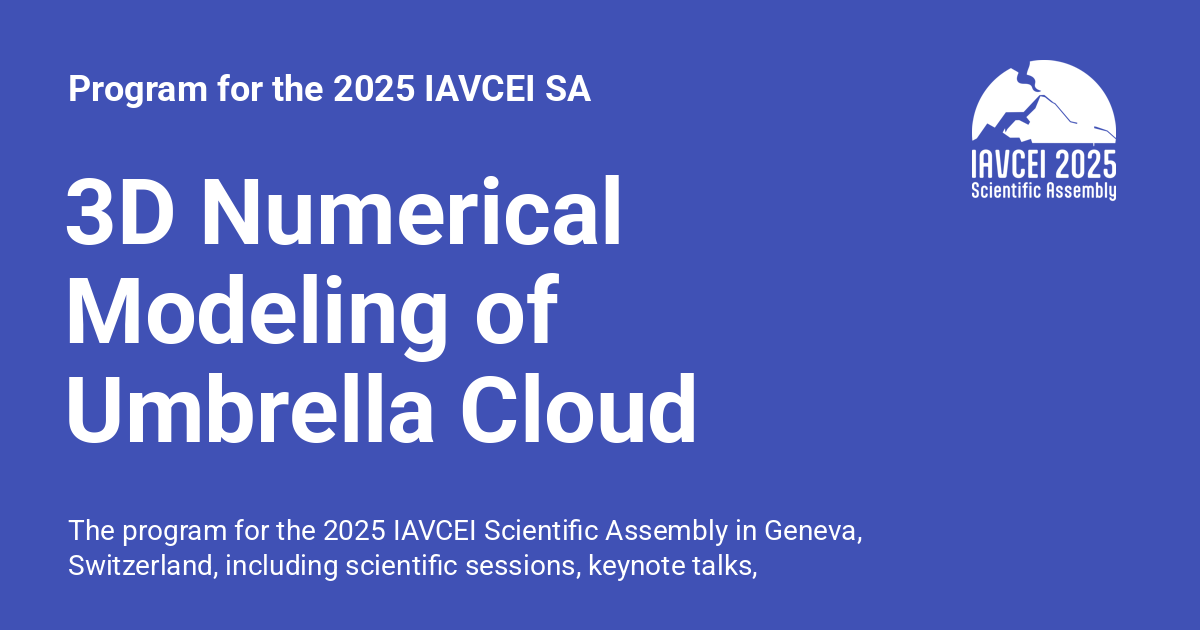 Program for the 2025 IAVCEI SA
IAVCEI 2025
Scientific Assembly
3D Numerical
Modeling of
Umbrella Cloud
The program for the 2025 IAVCEI Scientific Assembly in Geneva,
Switzerland, including scientific sessions, keynote talks,